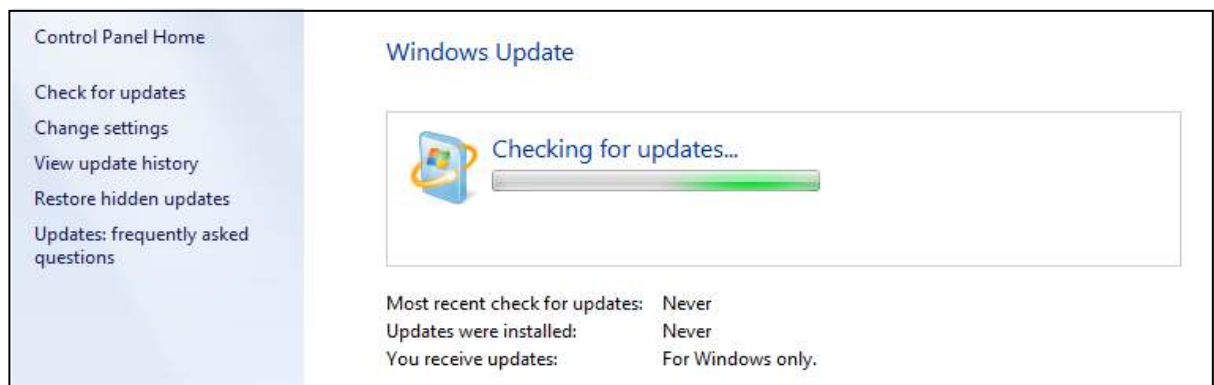 Control Panel Home
Check for updates
Change settings
View update history
Restore hidden updates
Updates: frequently asked
questions
Windows Update
Checking for updates...
Most recent check for updates: Never
Updates were installed: Never
You receive updates: For Windows only.